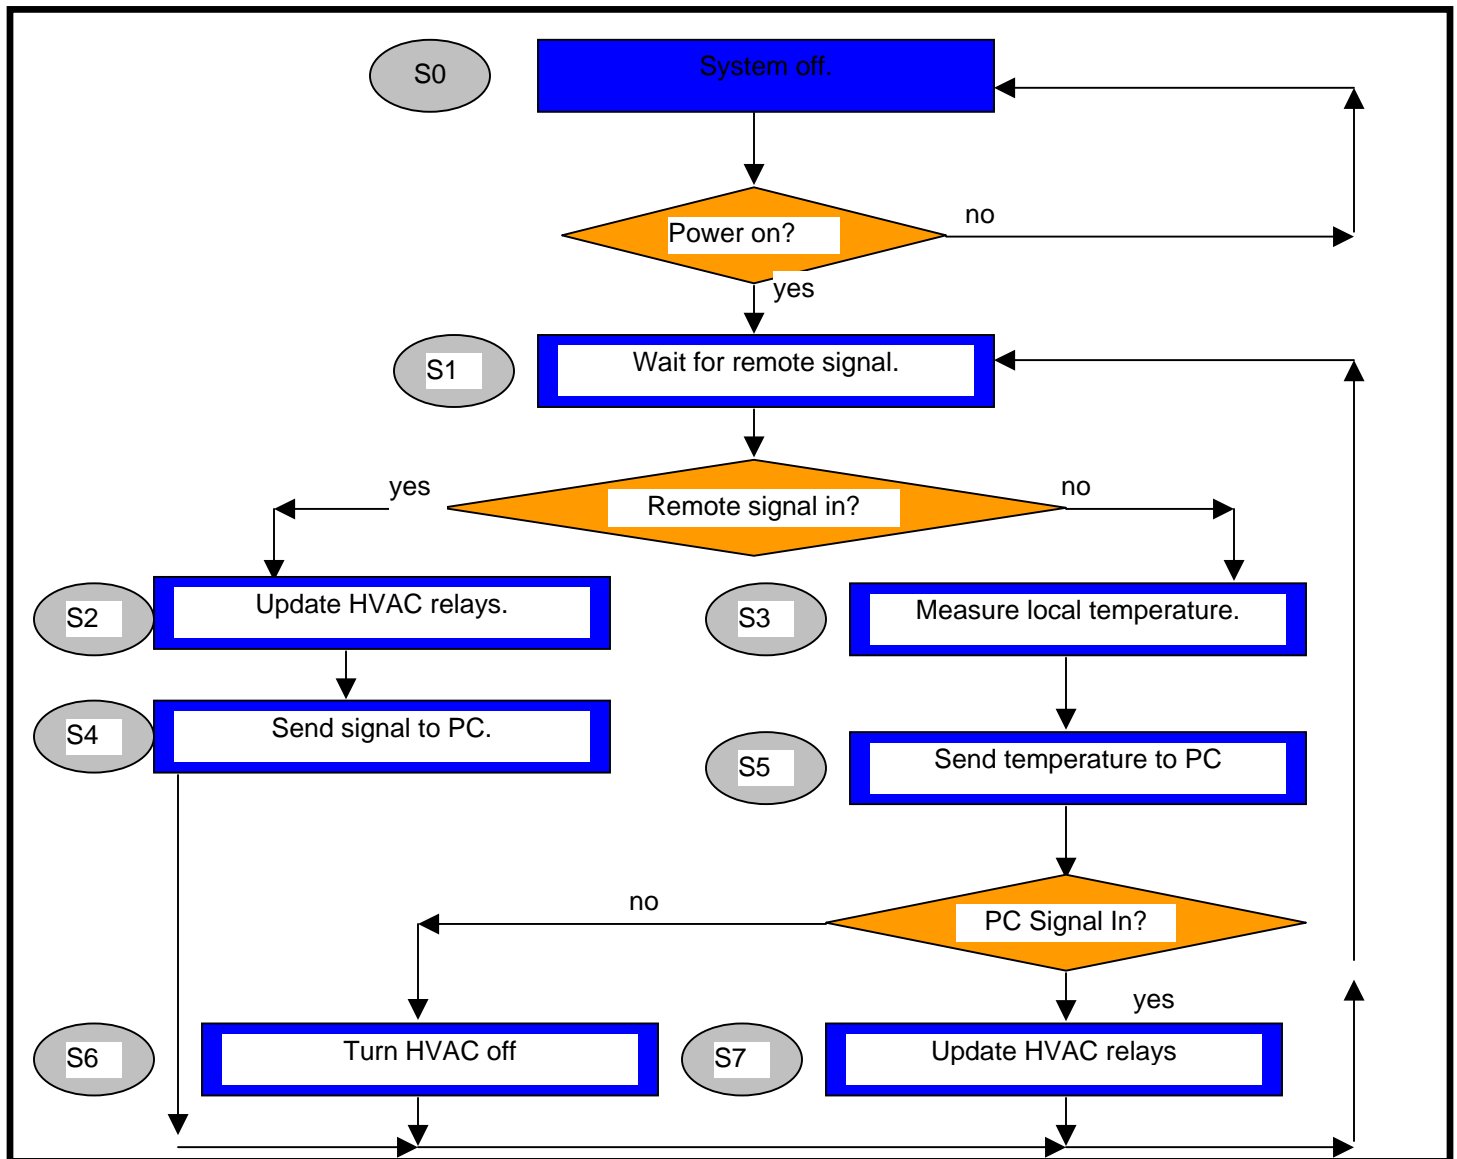 S0
System off.
Power on?
no
yes
S1
Wait for remote signal.
yes
Remote signal in?
no
S2
Update HVAC relays.
S3
Measure local temperature.
S4
Send signal to PC.
S5
Send temperature to PC
no
PC Signal In?
yes
S6
Turn HVAC off
S7
Update HVAC relays